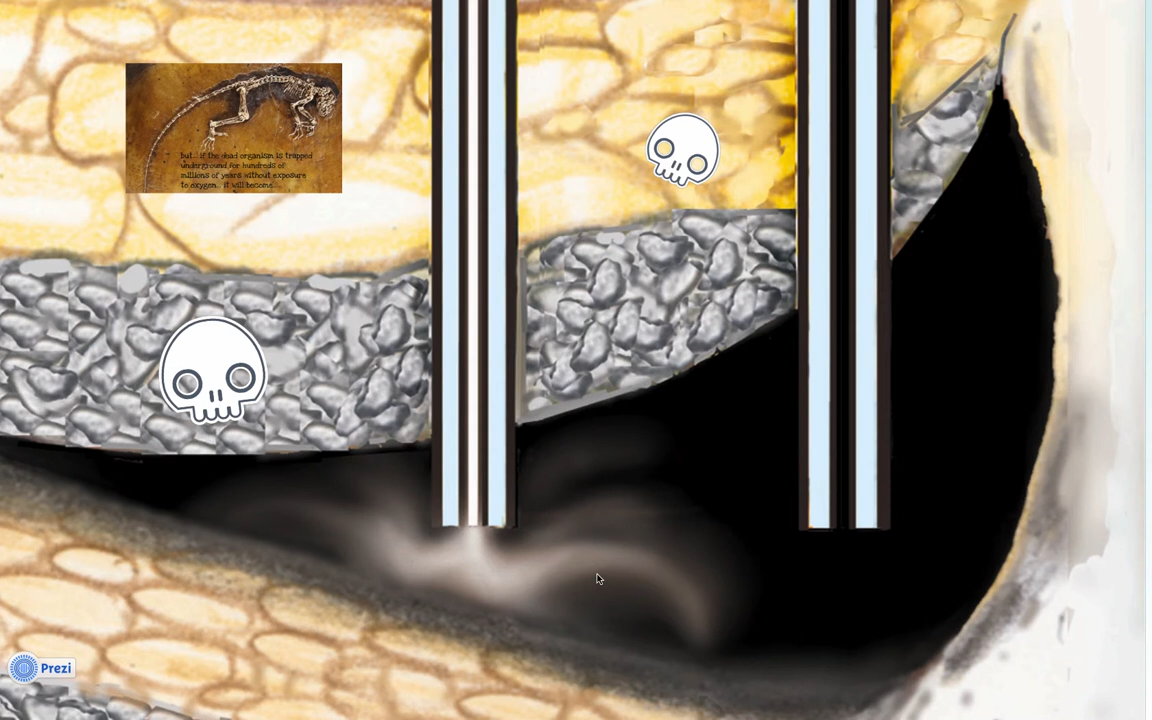 but... if the dead organism is trapped
underground for hundreds of
millions of years without exposure
to oxygen... it will become...
Prezi